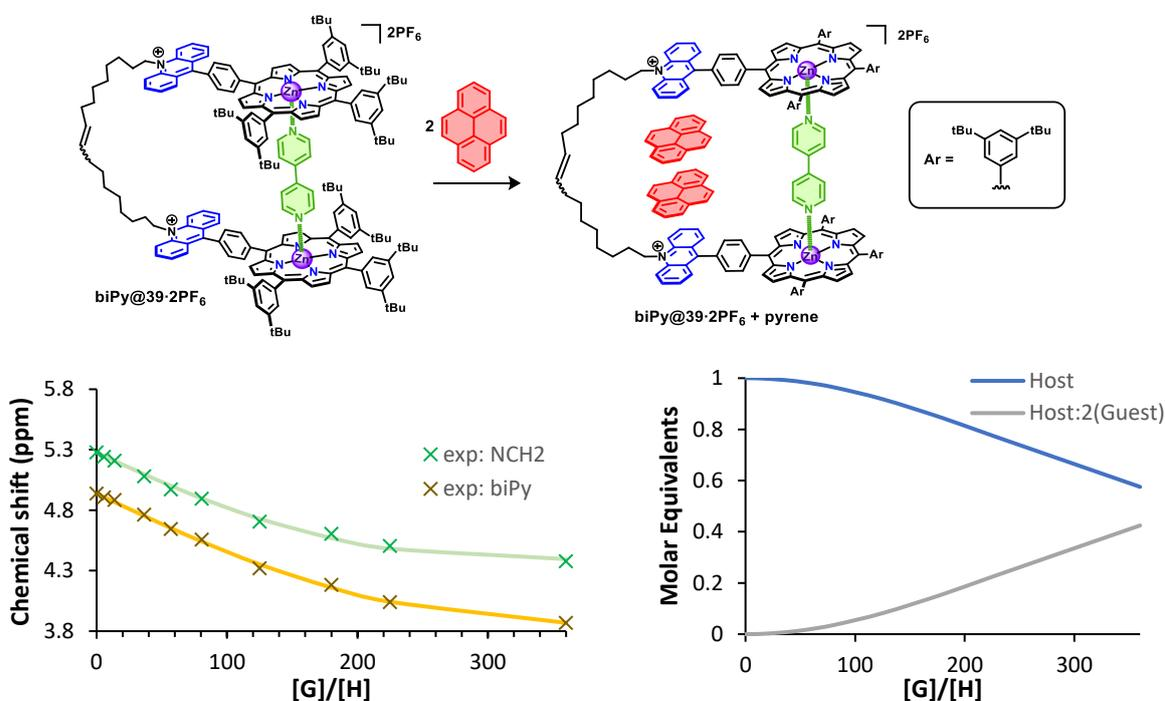 tBu
2PF6
tBu
N
Zn
N
N
N
N
tBu
tBu
tBu
tBu
N
2
N
tBu
tBu
N
N
Zn
N
N
N
tBu
tBu
tBu
tBu
biPy@39·2PF6
Ar
2PF6
N
Zn
N
N
N
N
Ar
Ar
N
N
Ar
N
N
Zn
N
N
N
Ar
Ar
biPy@39·2PF6 + pyrene
tBu
tBu
Ar =
Chemical shift (ppm)
5.8
5.3
4.8
4.3
3.8
exp: NCH2
exp: biPy
0
100
200
300
[G]/[H]
Molar Equivalents
1
0.8
0.6
0.4
0.2
0
Host
Host:2(Guest)
0
100
200
300
[G]/[H]